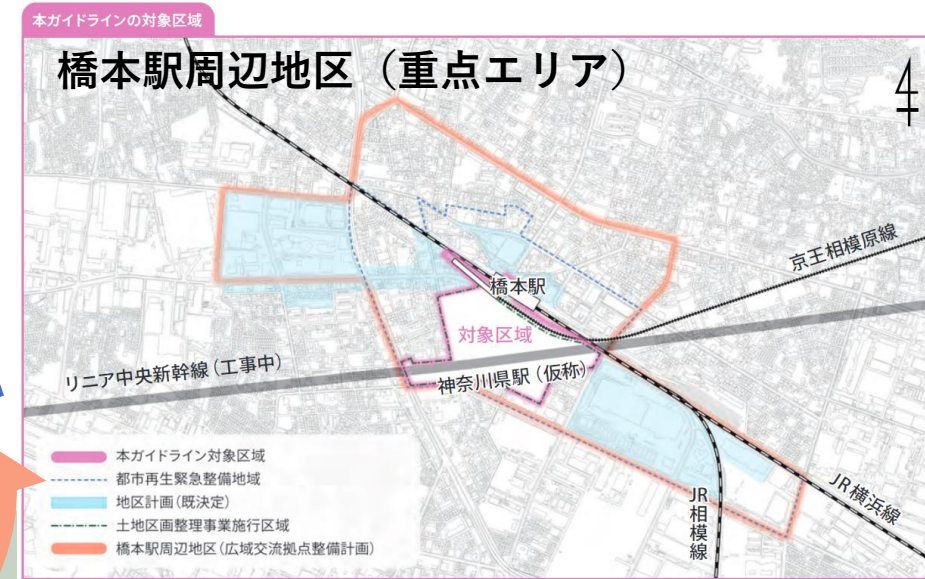 本ガイドラインの対象区域
橋本駅周辺地区（重点エリア）
京王相模原線
橋本駅
対象区域
リニア中央新幹線（工事中）
神奈川県駅（仮称）
本ガイドライン対象区域
都市再生緊急整備地域
地区計画（既決定）
土地区画整理事業施行区域
橋本駅周辺地区（広域交流拠点整備計画）
JR相模線
JR横浜線